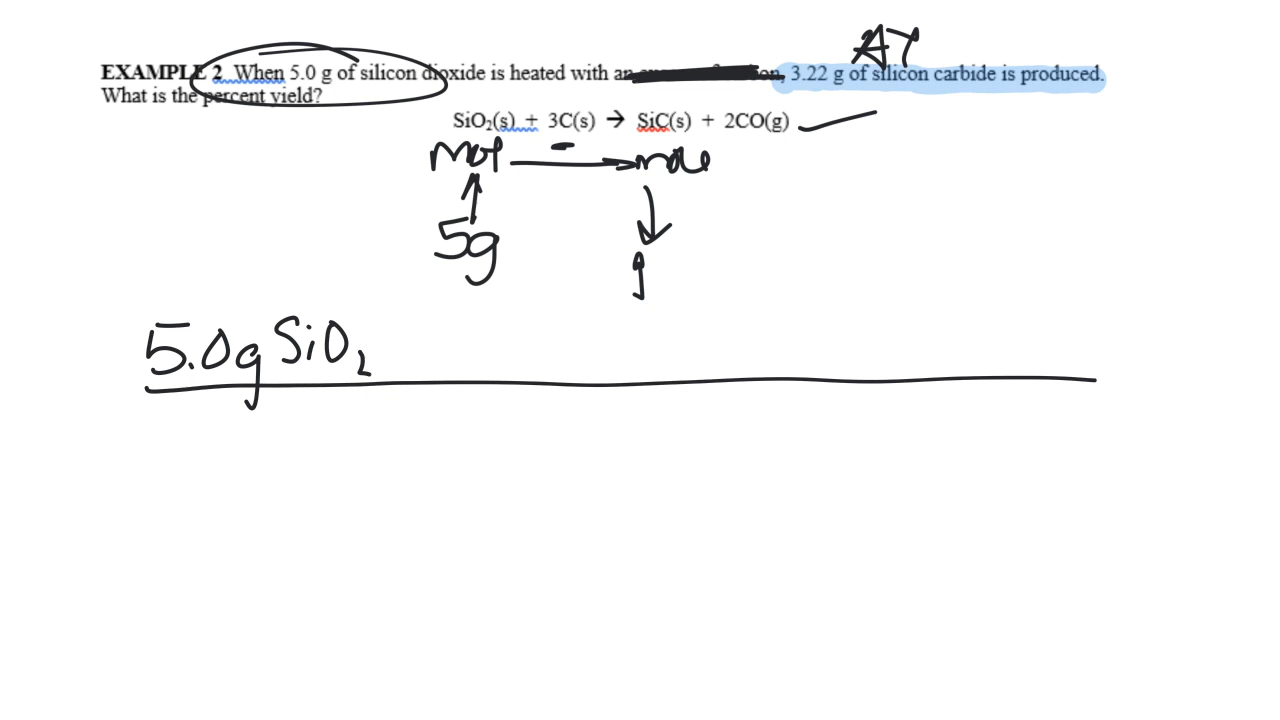 AY
EXAMPLE 2 When 5.0 g of silicon dioxide is heated with an , 3.22 g of silicon carbide is produced.
What is the percent yield?
SiO₂(s) + 3C(s) → SiC(s) + 2CO(g)
mol → mole
5g g
5.0g SiO₂